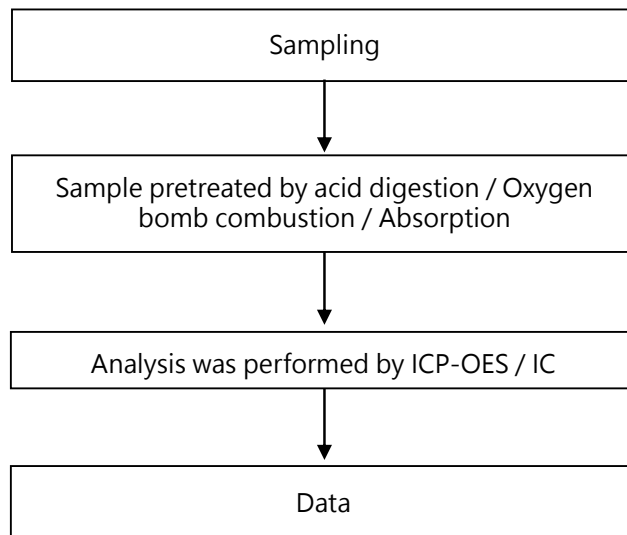 Sampling
Sample pretreated by acid digestion / Oxygen
bomb combustion / Absorption
Analysis was performed by ICP-OES / IC
Data